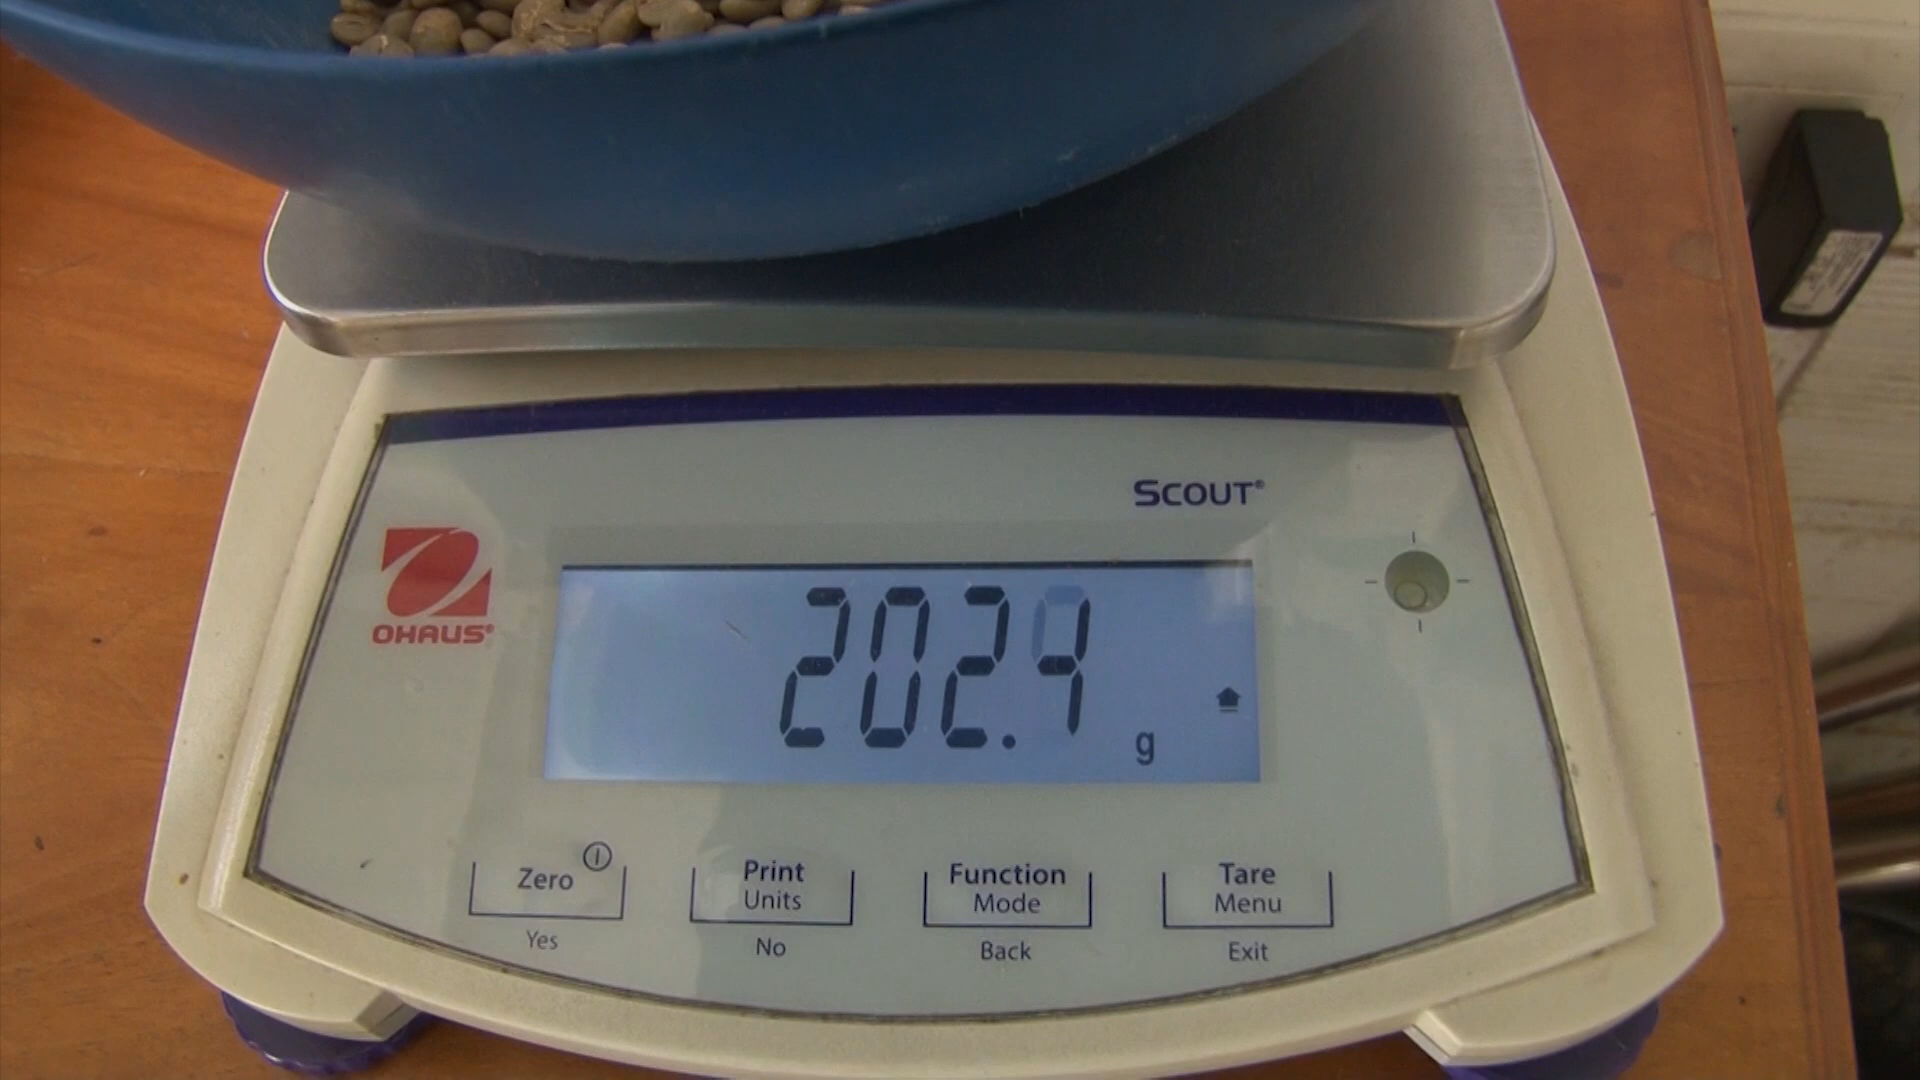 SCOUT®
OHAUS®
202.4 g
Zero
Print
Units
Function
Mode
Tare
Menu
Yes
No
Back
Exit